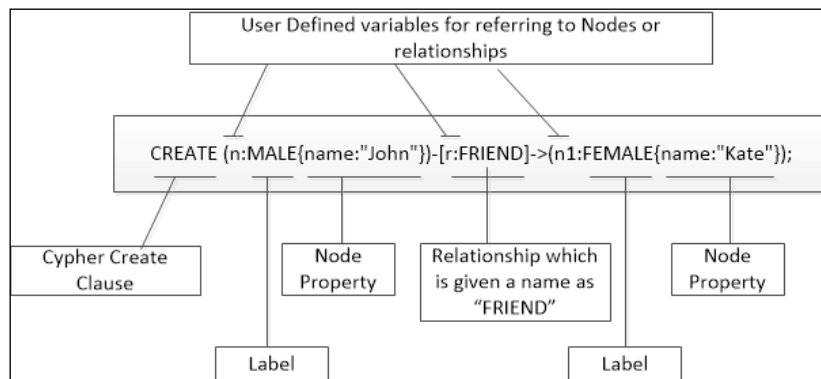 User Defined variables for referring to Nodes or
relationships
CREATE (n:MALE{name:"John"})-[r:FRIEND]->(n1:FEMALE{name:"Kate"});
Cypher Create
Clause
Node
Property
Relationship which
is given a name as
“FRIEND”
Node
Property
Label
Label